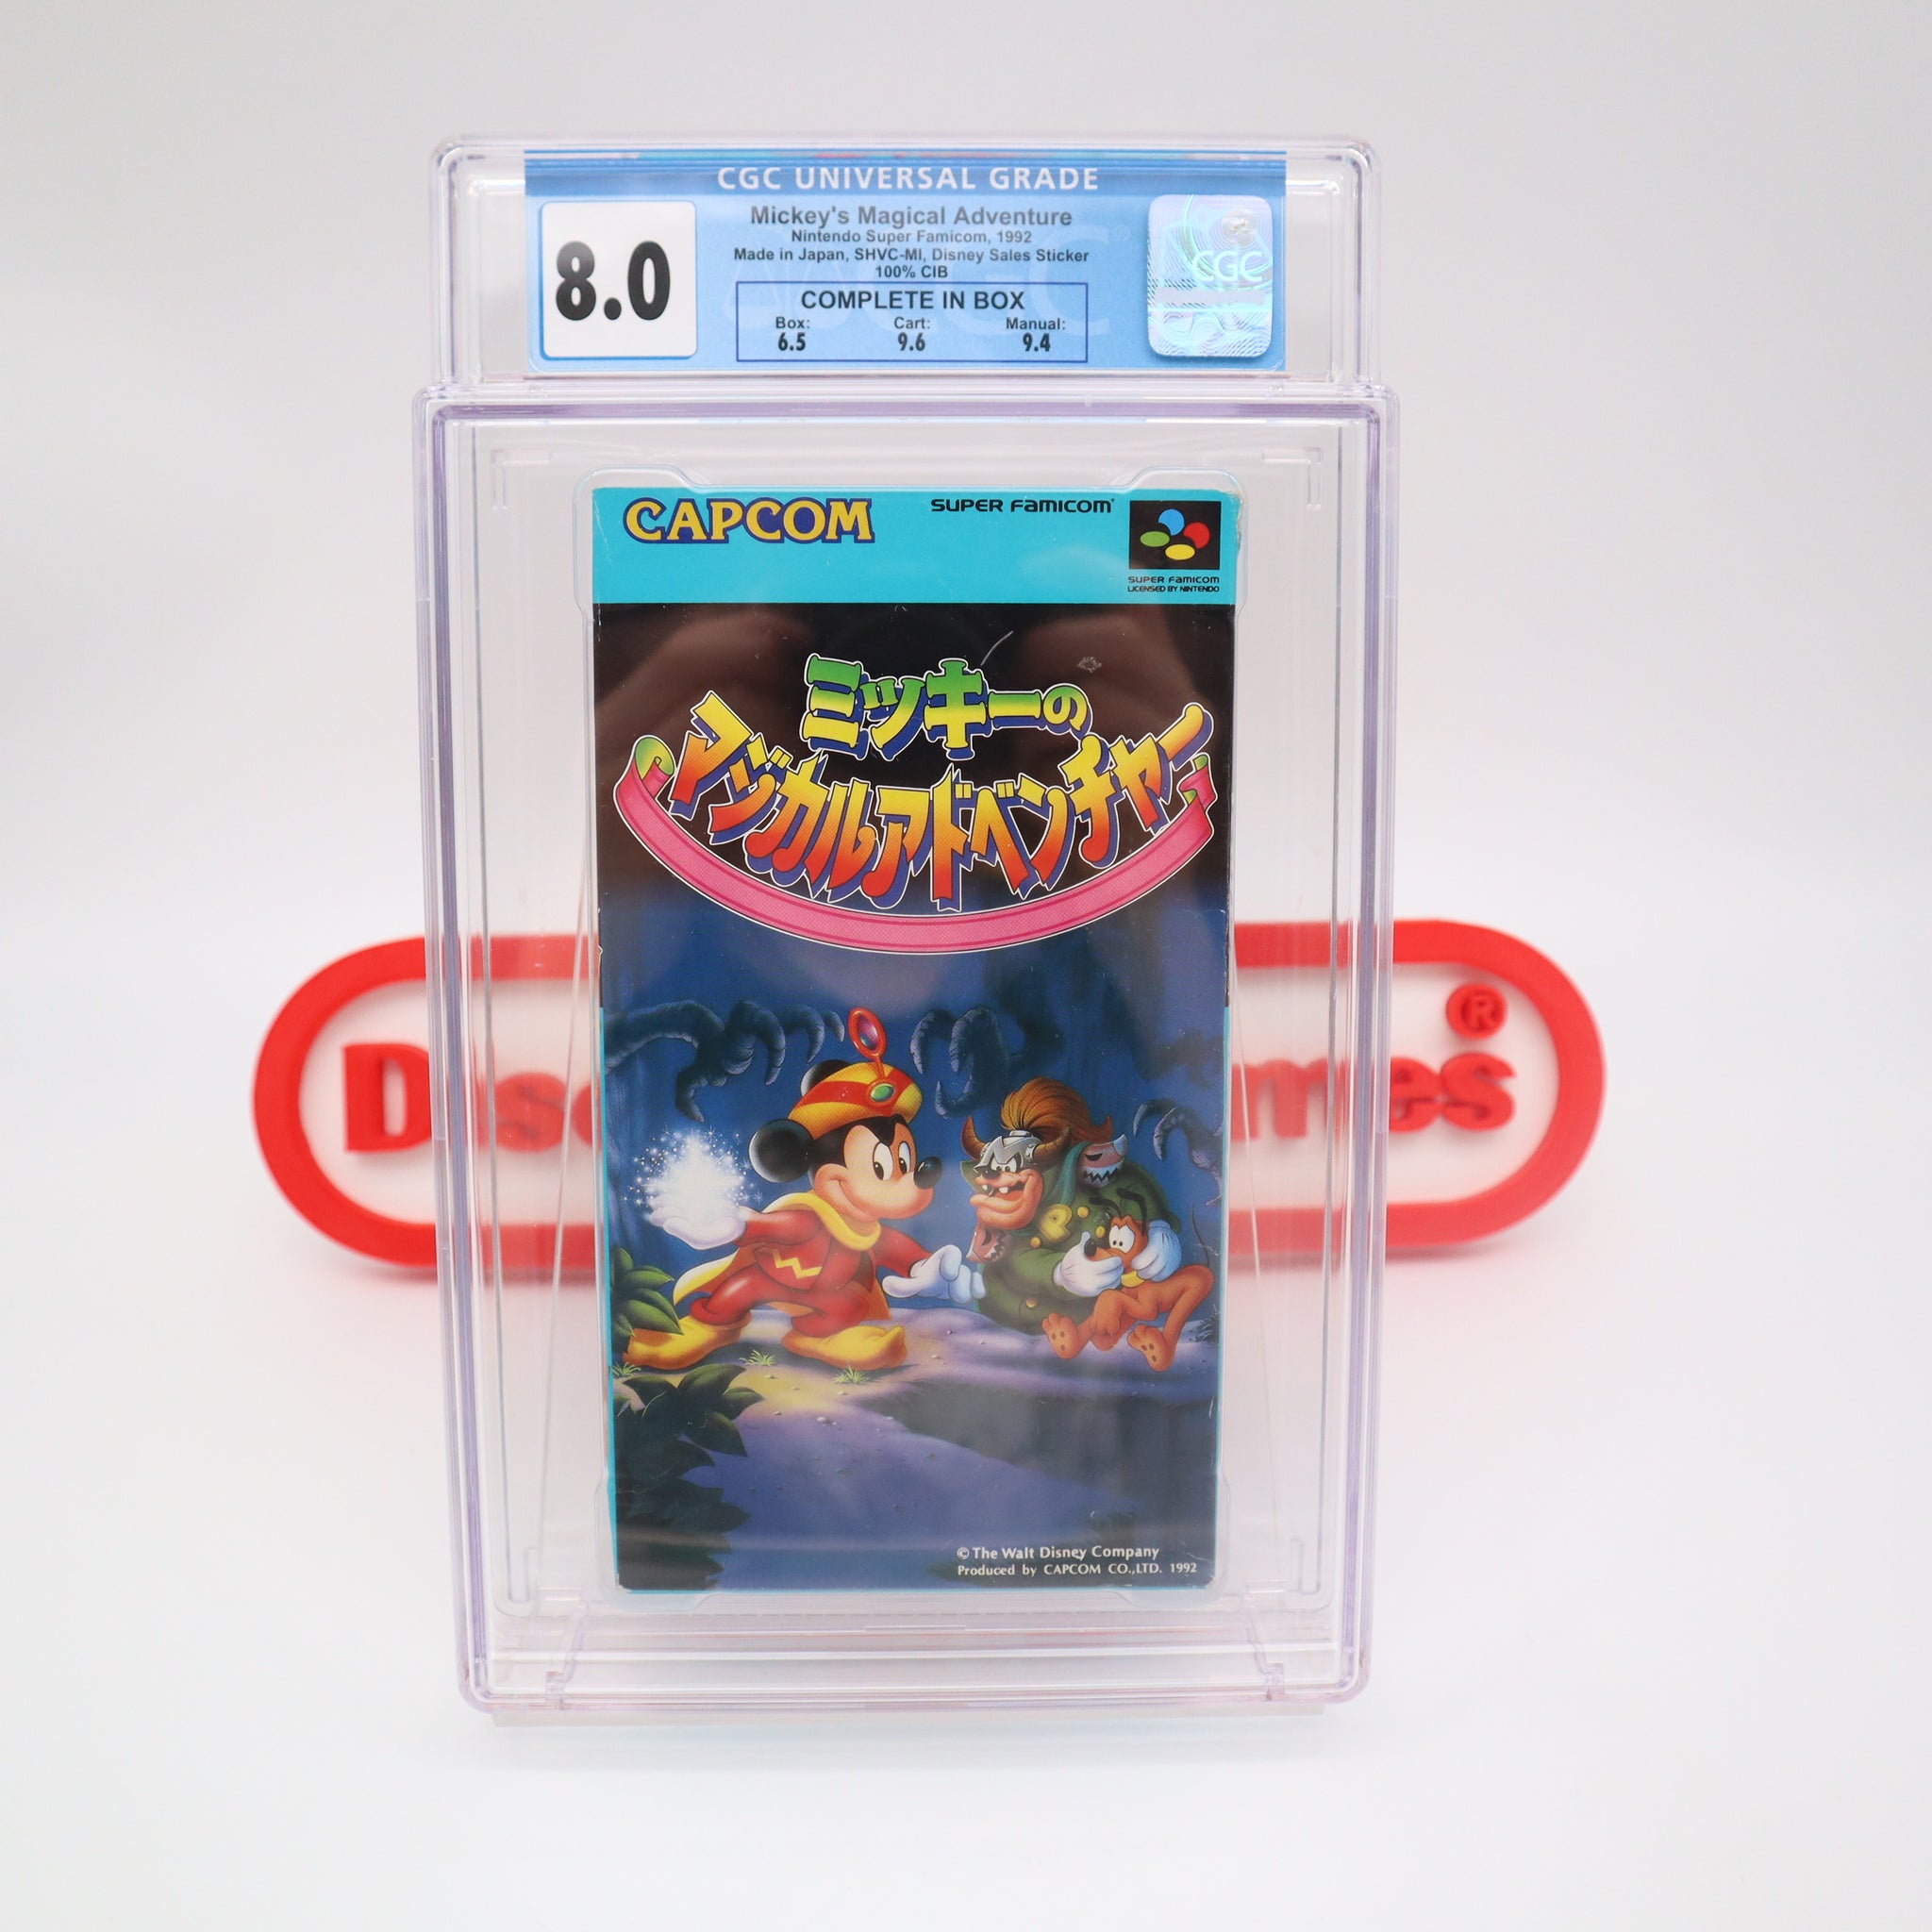 CGC UNIVERSAL GRADE
8.0
Mickey's Magical Adventure
Nintendo Super Famicom, 1992
Made in Japan, SHVC-MI, Disney Sales Sticker
100% CIB
COMPLETE IN BOX
Box: Cart: Manual:
6.5 9.6 9.4
CGC
CAPCOM
SUPER FAMICOM
SUPER FAMICOM
LICENSED BY NINTENDO
ミッキーの
マジカルアドベンチャー
© The Walt Disney Company
Produced by CAPCOM CO.,LTD. 1992